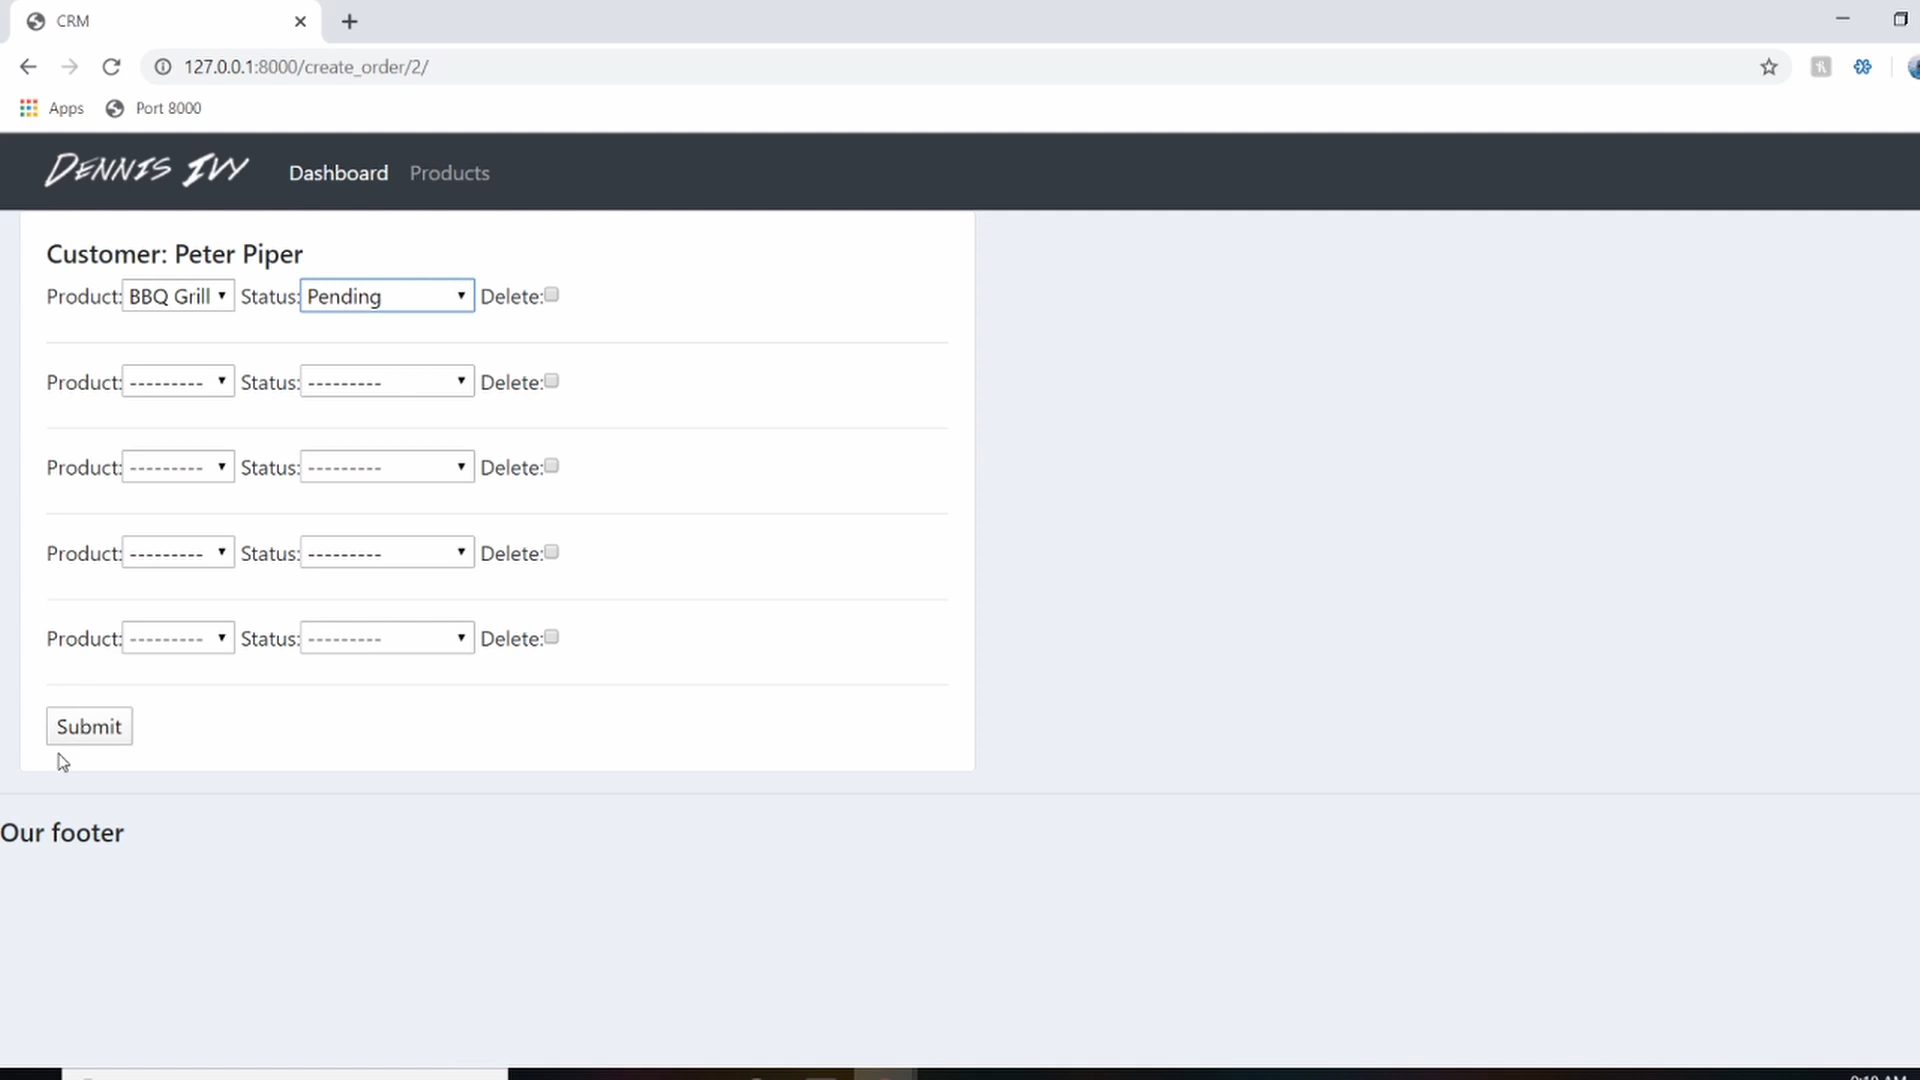 CRM
127.0.0.1:8000/create_order/2/
Apps Port 8000
DENNIS IVY Dashboard Products
Customer: Peter Piper
Product: BBQ Grill Status: Pending Delete:
Product: --------- Status: --------- Delete:
Product: --------- Status: --------- Delete:
Product: --------- Status: --------- Delete:
Product: --------- Status: --------- Delete:
Submit
Our footer